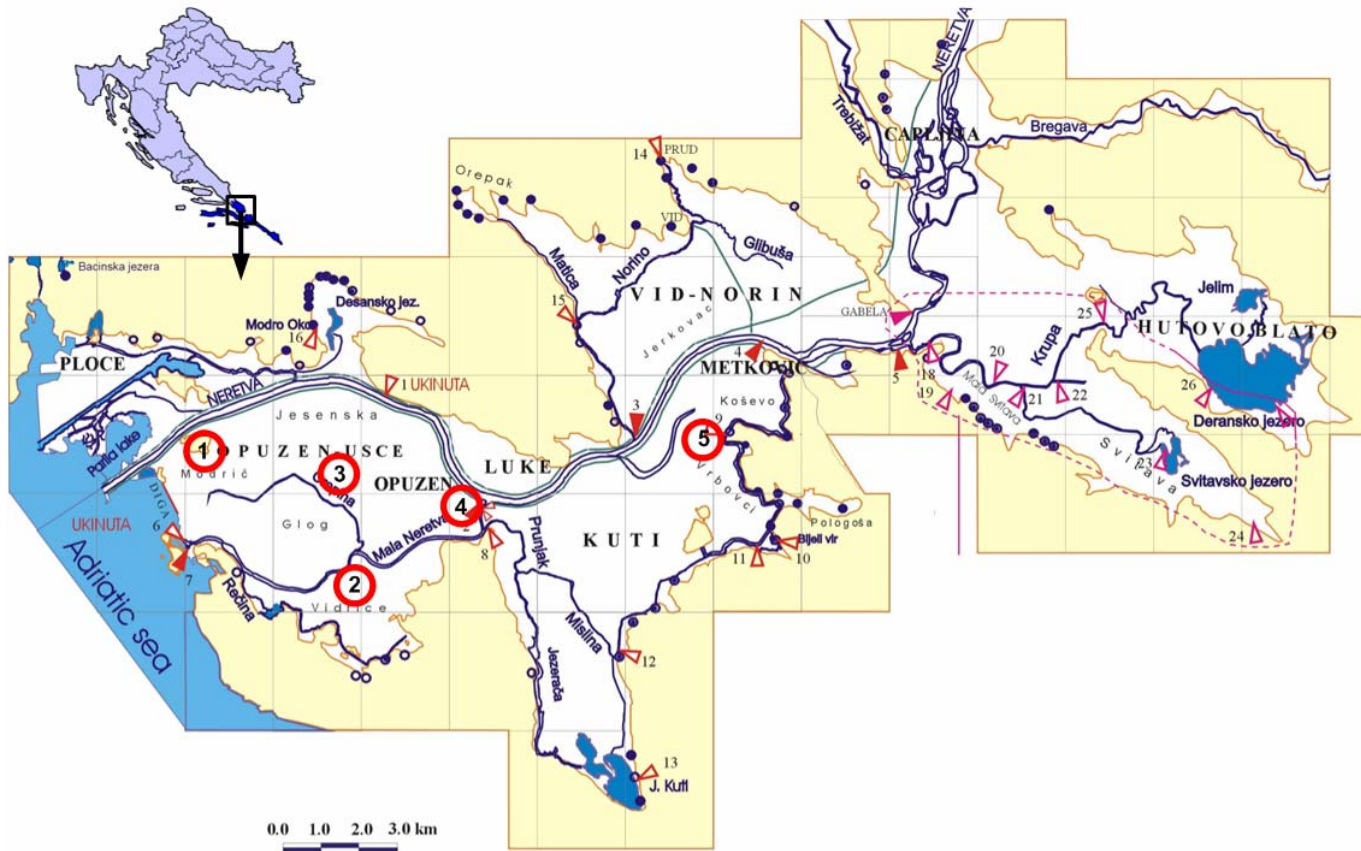 NERETVA
Trebižat
CAPLJINA
Bregava
14
PRUD
Orepak
VID
Glibuša
Norino
Matica
Bacinska jezera
Desansko jez.
VID-NORIN
Jelim
GABELA
25
HUTOVO BLATO
15
Modro Oko
16
Jerkovac
Krupa
PLOCE
4
METKOVIC
5
18
20
NERETVA
1 UKINUTA
19
Mala Svitava
21
22
26
Parila lake
Jesenska
3
Koševo
9
5
Deransko jezero
1
OPUZEN USCE
LUKE
Modrič
3
OPUZEN
Vrbovci
Svitava
23
Svitavsko jezero
DIGA
4
2
Glog
Mala Neretva
Prunjak
KUTI
Pologoša
UKINUTA
6
8
Bijeli vir
24
7
11
10
Adriatic sea
Rečina
2
Vidrice
Mislina
12
Jezerača
13
J. Kuti
0.0 1.0 2.0 3.0 km